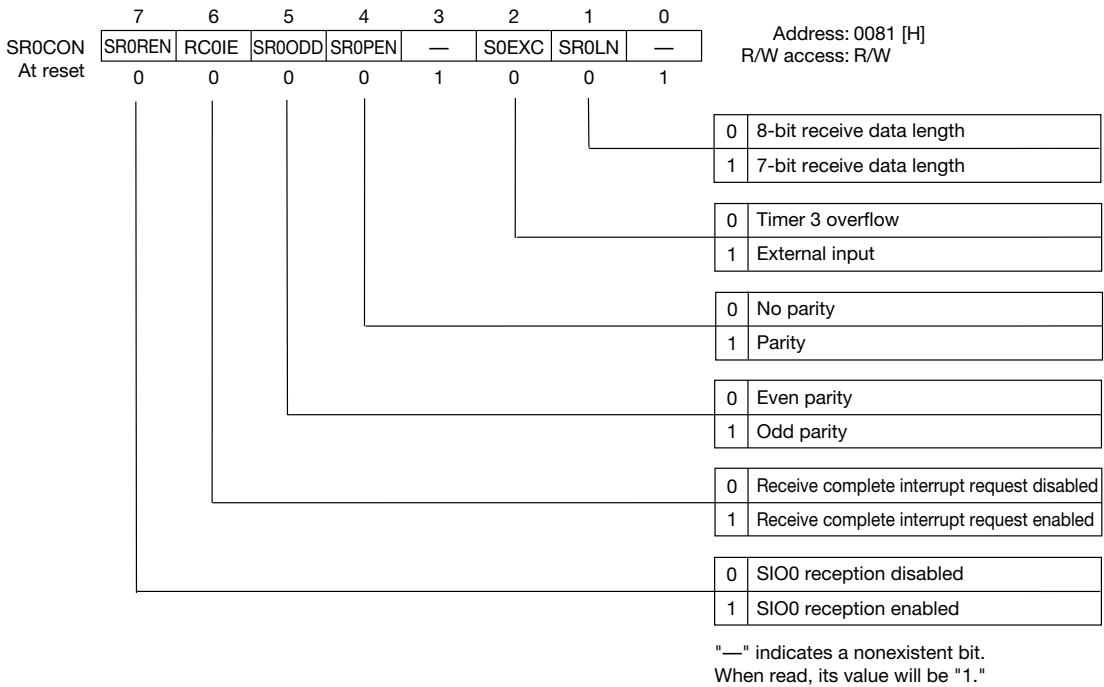 7 6 5 4 3 2 1 0
SR0CON SR0REN RC0IE SR0ODD SR0PEN — S0EXC SR0LN —
At reset 0 0 0 0 1 0 0 1
Address: 0081 [H]
R/W access: R/W
0 8-bit receive data length
1 7-bit receive data length
0 Timer 3 overflow
1 External input
0 No parity
1 Parity
0 Even parity
1 Odd parity
0 Receive complete interrupt request disabled
1 Receive complete interrupt request enabled
0 SIO0 reception disabled
1 SIO0 reception enabled
"—" indicates a nonexistent bit.
When read, its value will be "1."